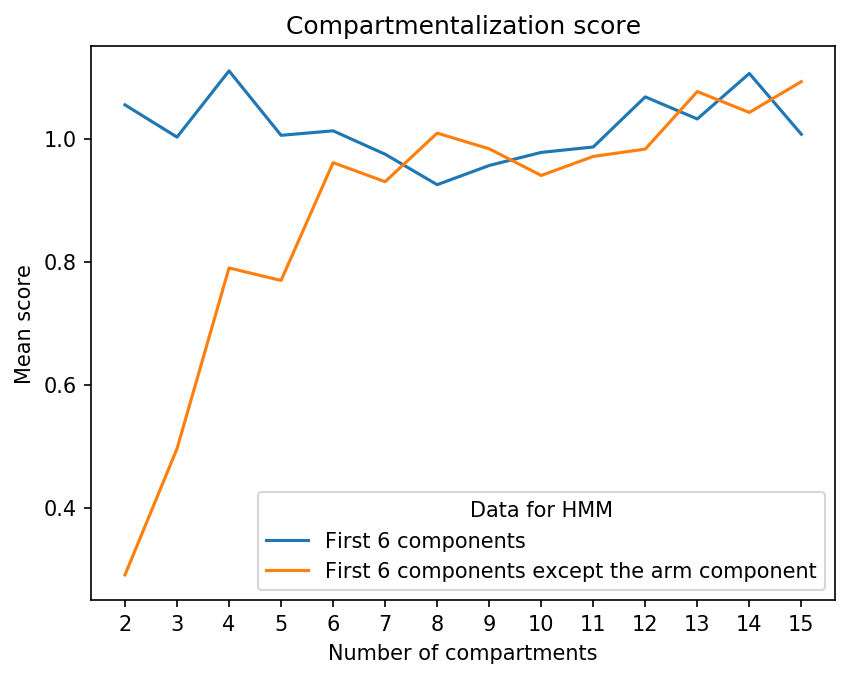 Compartmentalization score
Mean score
1.0
0.8
0.6
0.4
Data for HMM
First 6 components
First 6 components except the arm component
2 3 4 5 6 7 8 9 10 11 12 13 14 15
Number of compartments